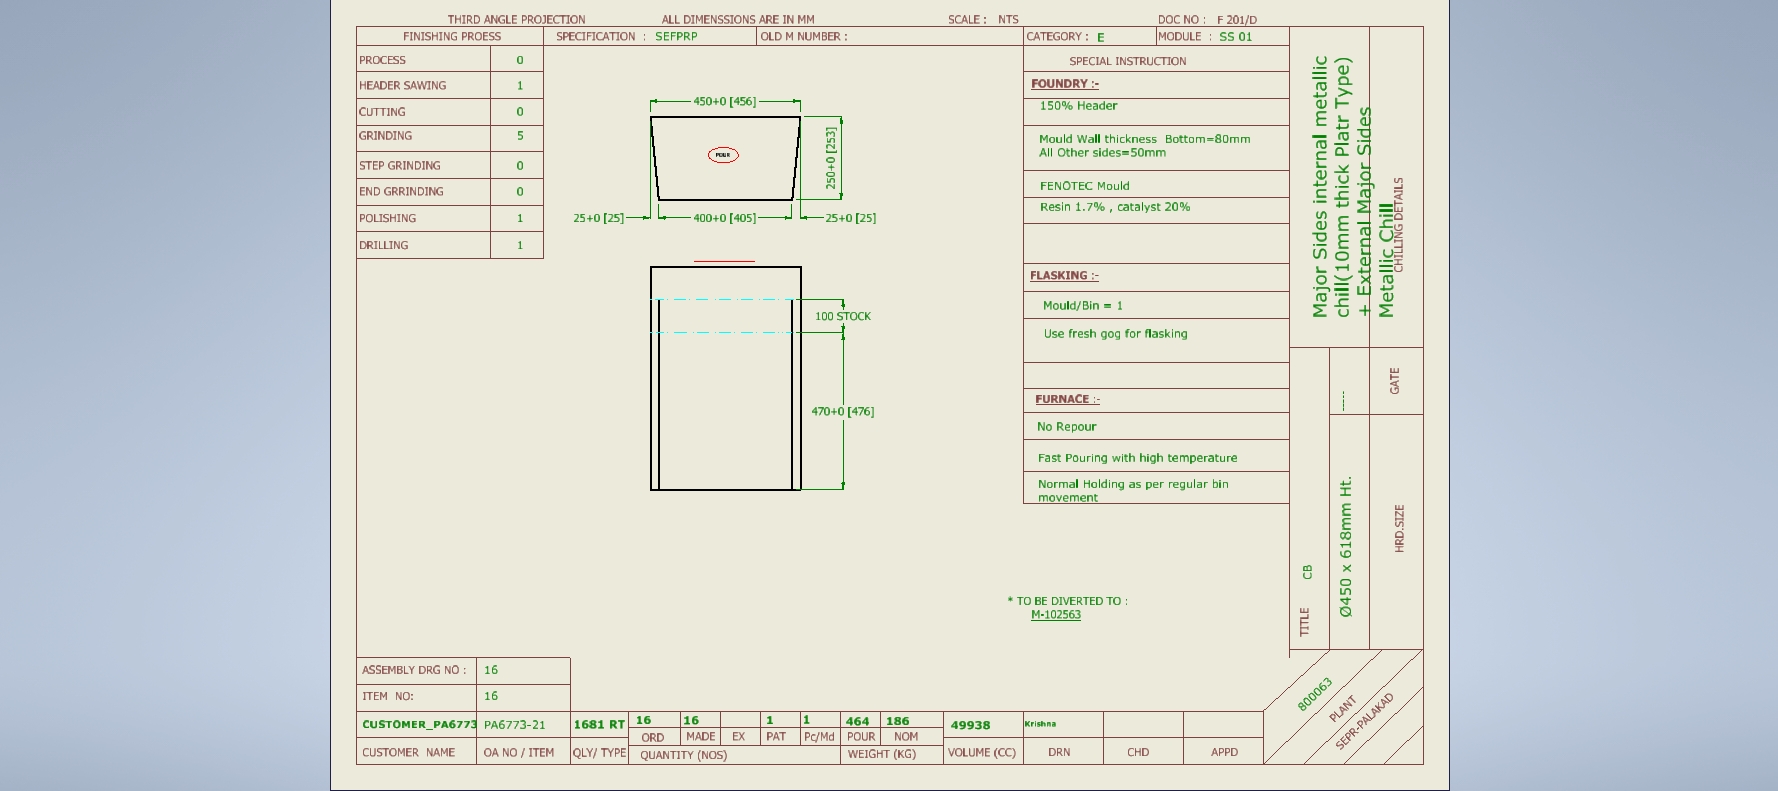 THIRD ANGLE PROJECTION ALL DIMENSSIONS ARE IN MM SCALE : NTS DOC NO : F 201/D
FINISHING PROESS SPECIFICATION : SEFPRP OLD M NUMBER : CATEGORY : E MODULE : SS 01
PROCESS 0
HEADER SAWING 1
CUTTING 0
GRINDING 5
STEP GRINDING 0
END GRRINDING 0
POLISHING 1
DRILLING 1
450+0 [456]
POUR
250+0 [253]
25+0 [25] 400+0 [405] 25+0 [25]
100 STOCK
470+0 [476]
SPECIAL INSTRUCTION
FOUNDRY :-
150% Header
Mould Wall thickness Bottom=80mm
All Other sides=50mm
FENOTEC Mould
Resin 1.7% , catalyst 20%
FLASKING :-
Mould/Bin = 1
Use fresh gog for flasking
FURNACE :-
No Repour
Fast Pouring with high temperature
Normal Holding as per regular bin
movement
Major Sides internal metallic
chill(10mm thick Platr Type)
+ External Major Sides
Metallic Chill
CHILLING DETAILS
------
GATE
Ø450 x 618mm Ht.
HRD.SIZE
TITLE CB
* TO BE DIVERTED TO :
M-102563
800063
PLANT
SEPR-PALAKAD
ASSEMBLY DRG NO : 16
ITEM NO: 16
CUSTOMER_PA6773 PA6773-21 1681 RT 16 16 1 1 464 186 49938 Krishna
ORD MADE EX PAT Pc/Md POUR NOM
CUSTOMER NAME OA NO / ITEM QLY/ TYPE QUANTITY (NOS) WEIGHT (KG) VOLUME (CC) DRN CHD APPD